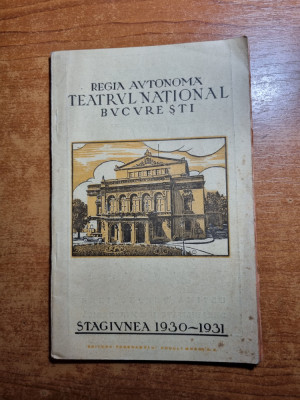 REGIA AVTONOMĂ
TEATRVL NAȚIONAL
BVCVREȘTI
STAGIVNEA 1930~1931